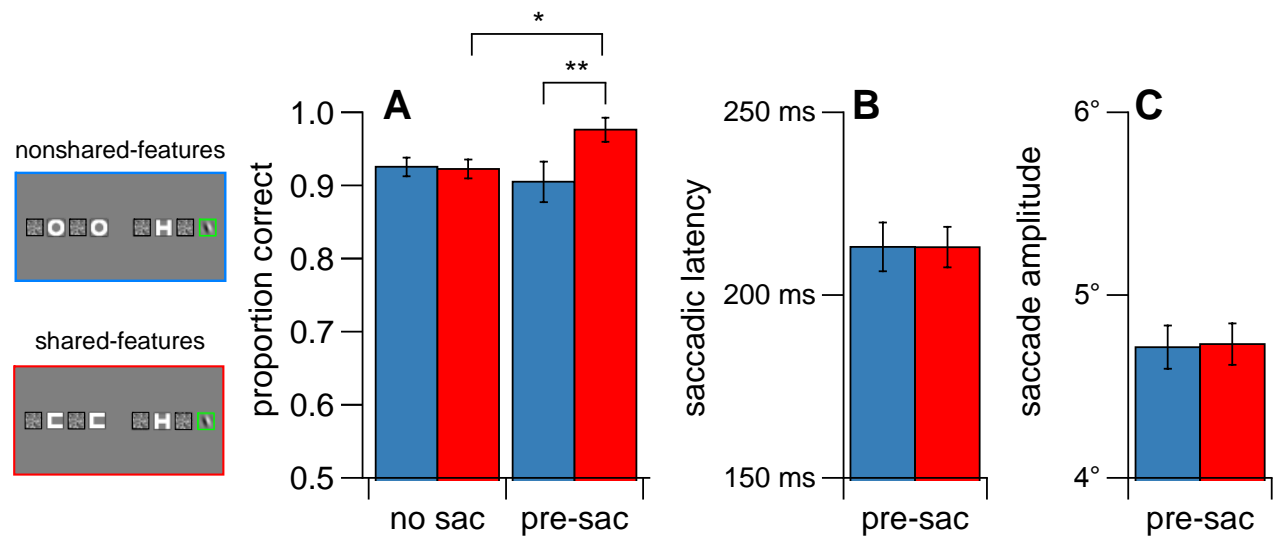 nonshared-features
O O H
shared-features
C C H
*
**
A
proportion correct
1.0
0.9
0.8
0.7
0.6
0.5
no sac
pre-sac
B
saccadic latency
250 ms
200 ms
150 ms
pre-sac
C
saccade amplitude
6°
5°
4°
pre-sac